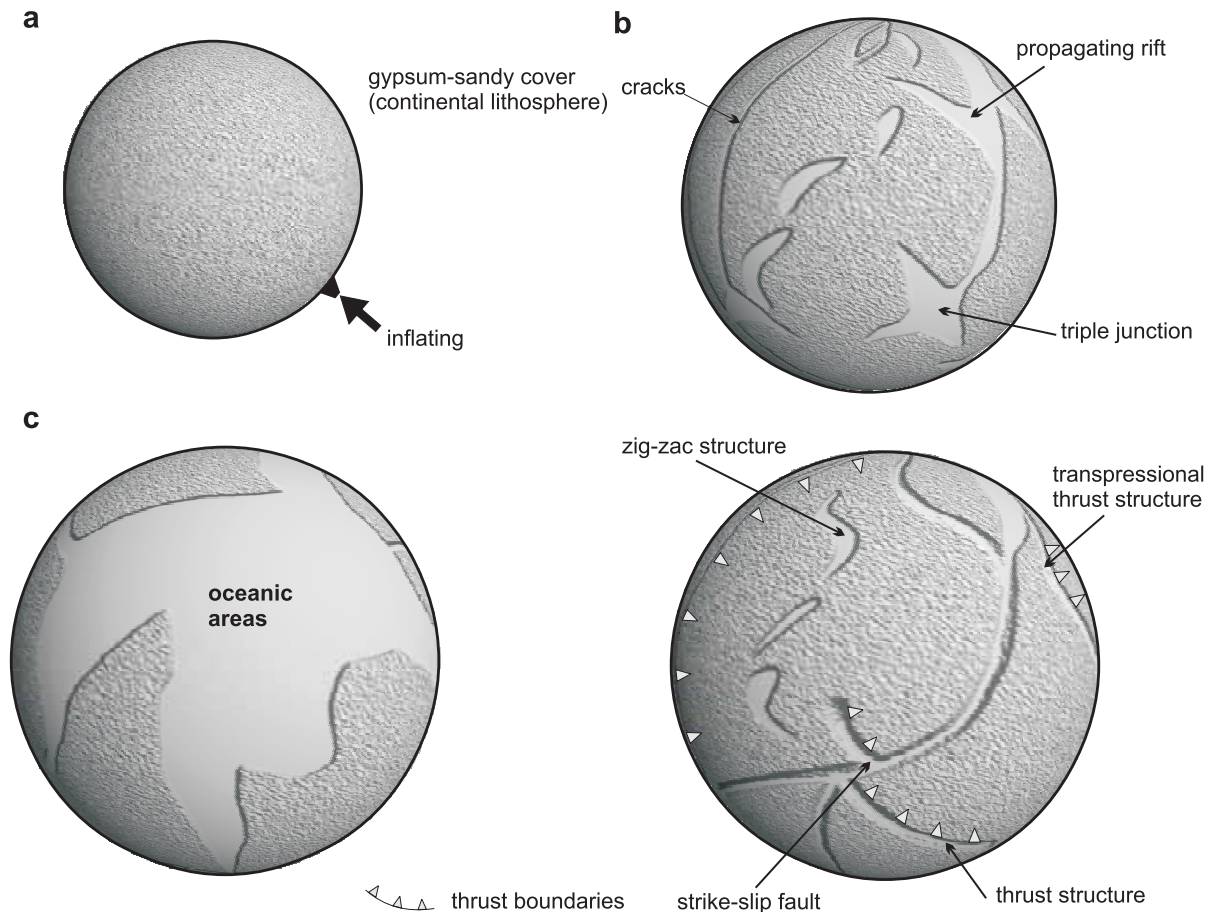 a
gypsum-sandy cover
(continental lithosphere)
inflating
b
propagating rift
cracks
triple junction
c
oceanic
areas
zig-zac structure
transpressional
thrust structure
thrust boundaries
strike-slip fault
thrust structure